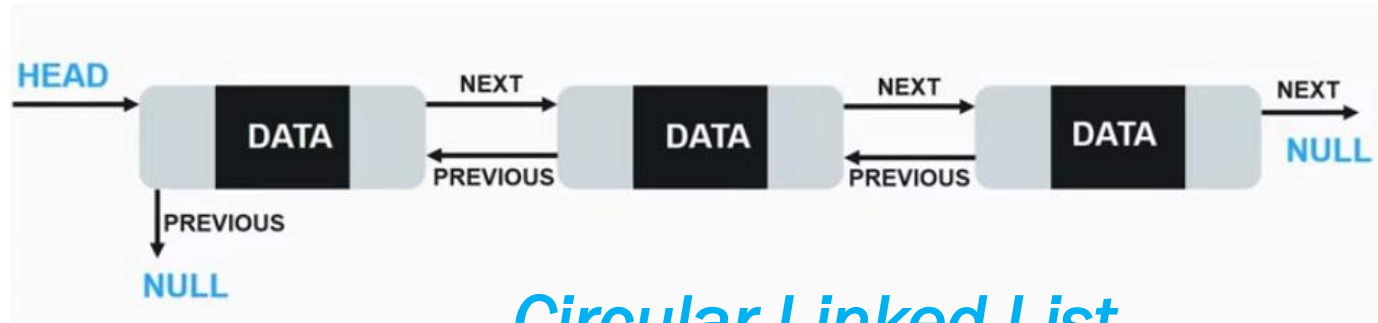 HEAD
NEXT
NEXT
NEXT
DATA
DATA
DATA
NULL
PREVIOUS
PREVIOUS
PREVIOUS
NULL
Circular Linked List